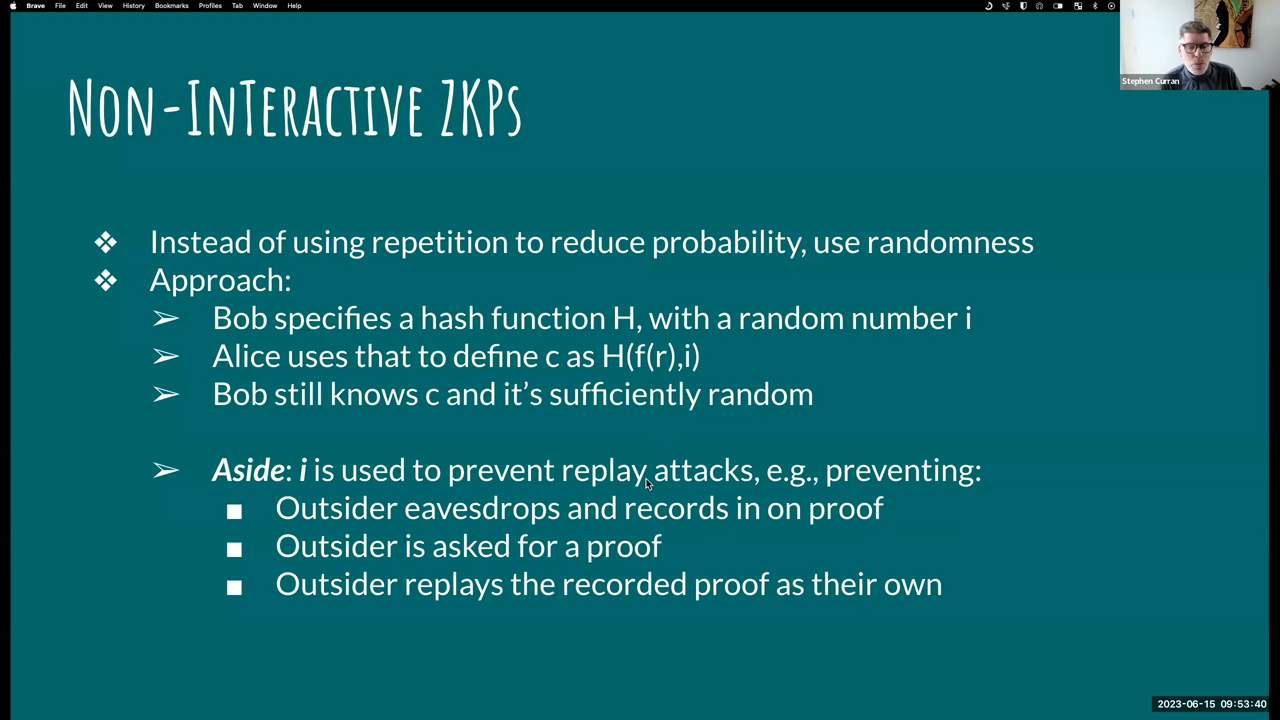 Brave File Edit View History Bookmarks Profiles Tab Window Help
Stephen Curran
Non-Interactive ZKPs
Instead of using repetition to reduce probability, use randomness
Approach:
Bob specifies a hash function H, with a random number i
Alice uses that to define c as H(f(r),i)
Bob still knows c and it's sufficiently random
Aside: i is used to prevent replay attacks, e.g., preventing:
Outsider eavesdrops and records in on proof
Outsider is asked for a proof
Outsider replays the recorded proof as their own
2023-06-15 09:53:40